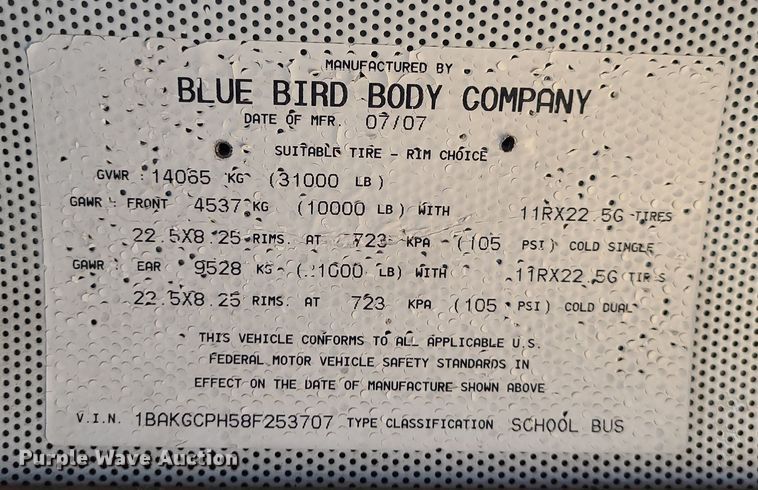 MANUFACTURED BY
BLUE BIRD BODY COMPANY
DATE OF MFR. 07/07
SUITABLE TIRE - RIM CHOICE
GVWR : 14065 KG (31000 LB)
GAWR : FRONT 4537 KG (10000 LB) WITH 11RX22.5G TIRES
22.5X8.25 RIMS. AT 723 KPA (105 PSI) COLD SINGLE
GAWR : EAR 9528 KG ( 1000 LB) WITH 11RX22.5G TIR S
22.5X8.25 RIMS. AT 723 KPA (105 PSI) COLD DUAL
THIS VEHICLE CONFORMS TO ALL APPLICABLE U.S.
FEDERAL MOTOR VEHICLE SAFETY STANDARDS IN
EFFECT ON THE DATE OF MANUFACTURE SHOWN ABOVE
V.I.N. 1BAKGCPH58F253707 TYPE CLASSIFICATION SCHOOL BUS
Purple Wave Auction